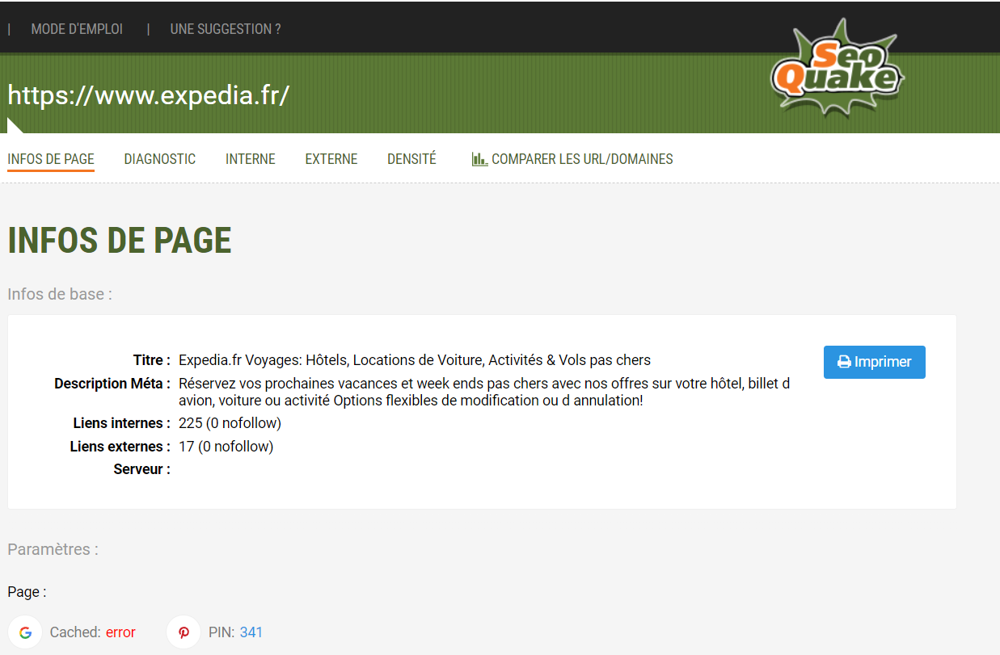 | MODE D'EMPLOI | UNE SUGGESTION ?
Seo
Quake
https://www.expedia.fr/
INFOS DE PAGE DIAGNOSTIC INTERNE EXTERNE DENSITÉ COMPARER LES URL/DOMAINES
INFOS DE PAGE
Infos de base :
Titre : Expedia.fr Voyages: Hôtels, Locations de Voiture, Activités & Vols pas chers
Imprimer
Description Méta : Réservez vos prochaines vacances et week ends pas chers avec nos offres sur votre hôtel, billet d
avion, voiture ou activité Options flexibles de modification ou d annulation!
Liens internes : 225 (0 nofollow)
Liens externes : 17 (0 nofollow)
Serveur :
Paramètres :
Page :
Cached: error PIN: 341